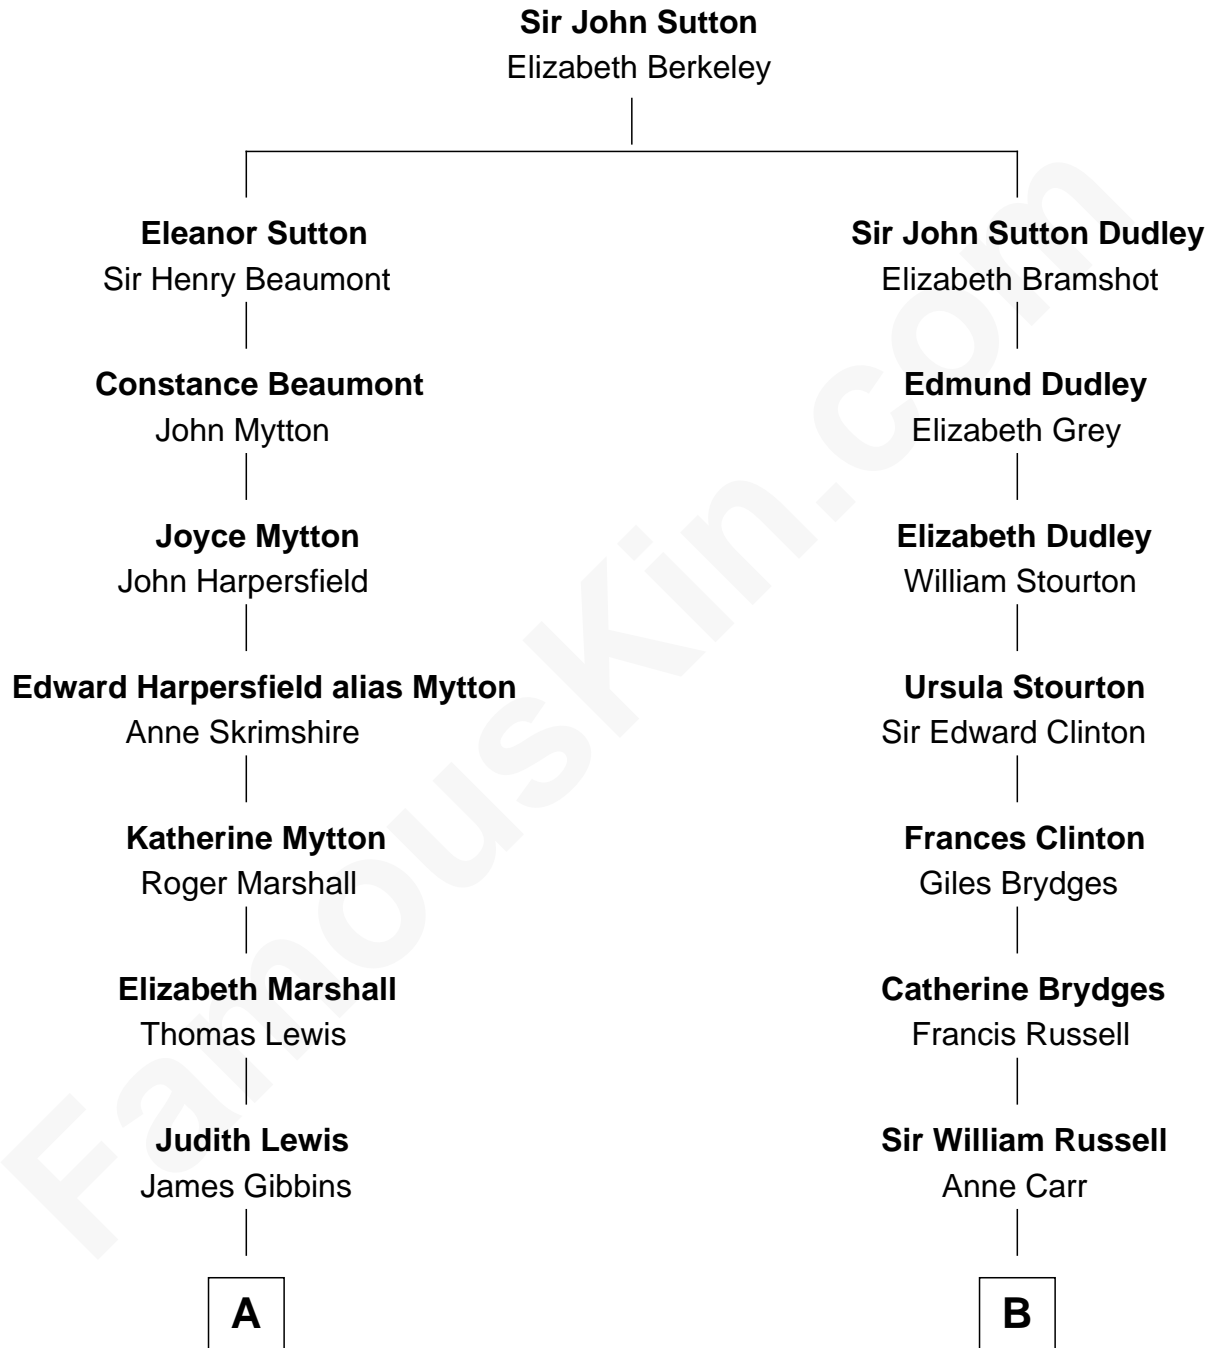 Sir John Sutton
Elizabeth Berkeley
Eleanor Sutton
Sir Henry Beaumont
Constance Beaumont
John Mytton
Joyce Mytton
John Harpersfield
Edward Harpersfield alias Mytton
Anne Skrimshire
Katherine Mytton
Roger Marshall
Elizabeth Marshall
Thomas Lewis
Judith Lewis
James Gibbins
A
Sir John Sutton Dudley
Elizabeth Bramshot
Edmund Dudley
Elizabeth Grey
Elizabeth Dudley
William Stourton
Ursula Stourton
Sir Edward Clinton
Frances Clinton
Giles Brydges
Catherine Brydges
Francis Russell
Sir William Russell
Anne Carr
B
FamousKin.com